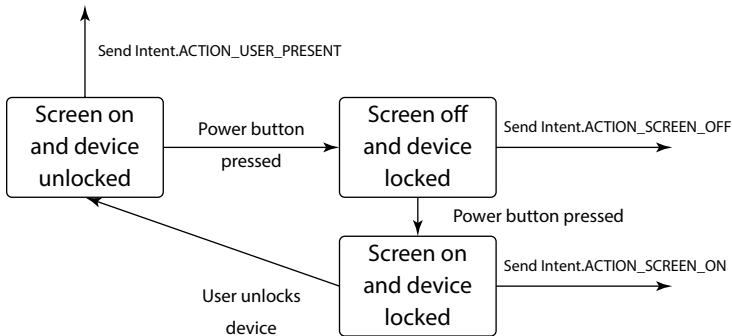 Send Intent.ACTION_USER_PRESENT
Screen on
and device
unlocked
Power button
pressed
Screen off
and device
locked
Send Intent.ACTION_SCREEN_OFF
Power button pressed
Screen on
and device
locked
Send Intent.ACTION_SCREEN_ON
User unlocks
device